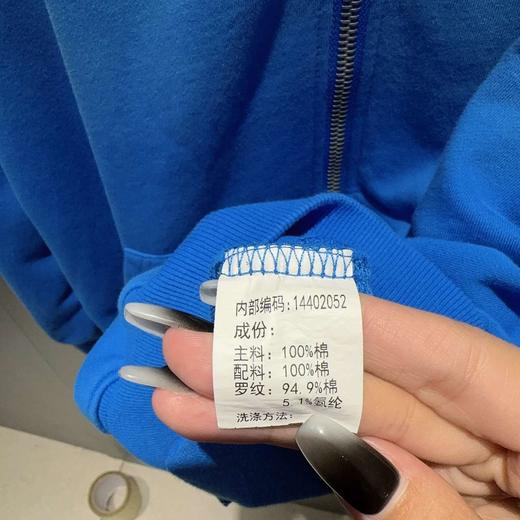 内部编码:14402052
成份:
主料: 100%棉
配料: 100%棉
罗纹: 94.9%棉
5.1%氨纶
洗涤方法: